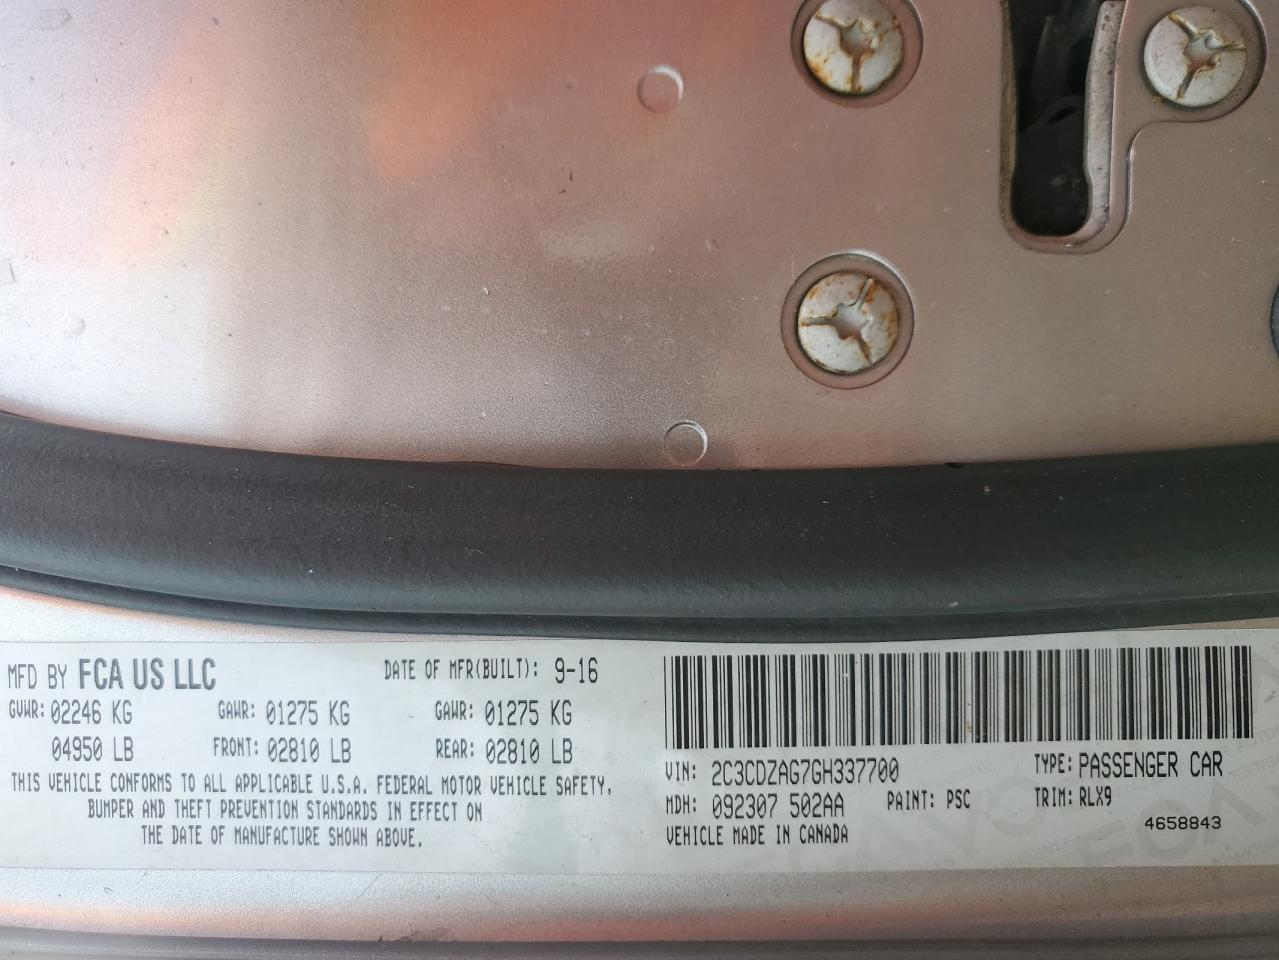 MFD BY FCA US LLC DATE OF MFR(BUILT): 9-16
GVWR: 02246 KG GAWR: 01275 KG GAWR: 01275 KG
04950 LB FRONT: 02810 LB REAR: 02810 LB
THIS VEHICLE CONFORMS TO ALL APPLICABLE U.S.A. FEDERAL MOTOR VEHICLE SAFETY,
BUMPER AND THEFT PREVENTION STANDARDS IN EFFECT ON
THE DATE OF MANUFACTURE SHOWN ABOVE.
VIN: 2C3CDZAG7GH337700 TYPE: PASSENGER CAR
MDH: 092307 502AA PAINT: PSC TRIM: RLX9
VEHICLE MADE IN CANADA 4658843